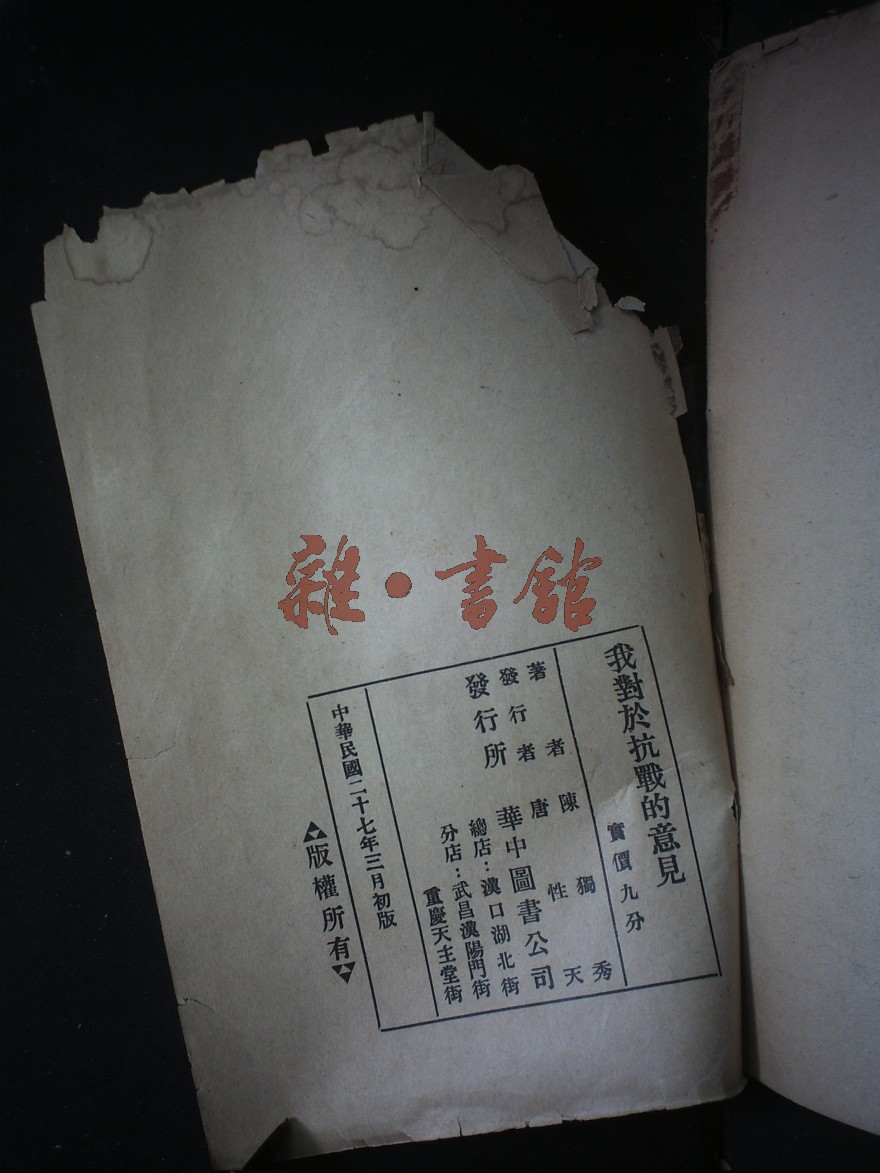 雜·書館
我對於抗戰的意見
實價九分
著者 陳獨秀
發行者 唐性天
發行所 華中圖書公司
總店：漢口湖北街
分店：武昌漢陽門街
重慶天主堂街
中華民國二十七年三月初版
版權所有